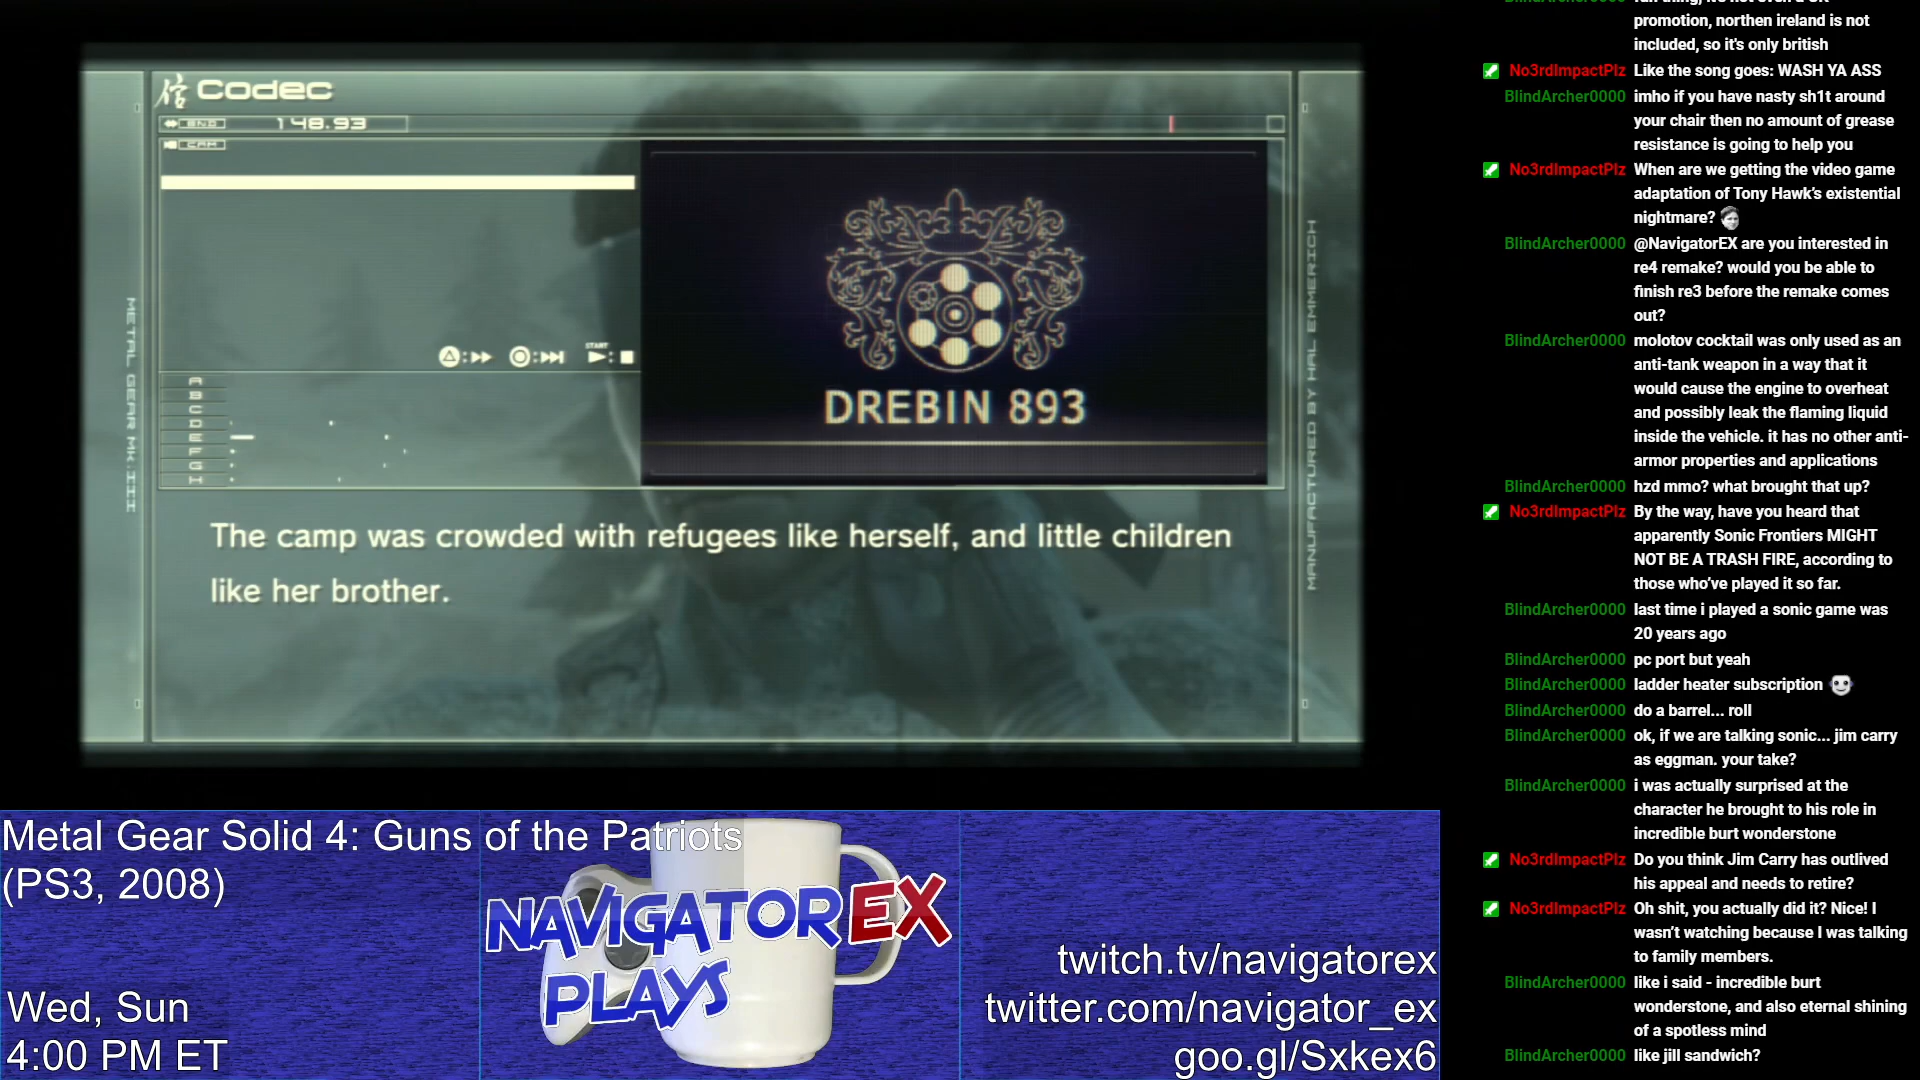 信 Codec
END 148.93
CAM
START
A
B
C
D
E
F
G
H
METAL GEAR Mk.III
MANUFACTURED BY HAL EMMERICH
DREBIN 893
The camp was crowded with refugees like herself, and little children
like her brother.
Metal Gear Solid 4: Guns of the Patriots
(PS3, 2008)
Wed, Sun
4:00 PM ET
NAVIGATOREX
PLAYS
twitch.tv/navigatorex
twitter.com/navigator_ex
goo.gl/Sxkex6
promotion, northen ireland is not
included, so it's only british
No3rdImpactPlz Like the song goes: WASH YA ASS
BlindArcher0000 imho if you have nasty sh1t around
your chair then no amount of grease
resistance is going to help you
No3rdImpactPlz When are we getting the video game
adaptation of Tony Hawk's existential
nightmare?
BlindArcher0000 @NavigatorEX are you interested in
re4 remake? would you be able to
finish re3 before the remake comes
out?
BlindArcher0000 molotov cocktail was only used as an
anti-tank weapon in a way that it
would cause the engine to overheat
and possibly leak the flaming liquid
inside the vehicle. it has no other anti-
armor properties and applications
BlindArcher0000 hzd mmo? what brought that up?
No3rdImpactPlz By the way, have you heard that
apparently Sonic Frontiers MIGHT
NOT BE A TRASH FIRE, according to
those who've played it so far.
BlindArcher0000 last time i played a sonic game was
20 years ago
BlindArcher0000 pc port but yeah
BlindArcher0000 ladder heater subscription
BlindArcher0000 do a barrel... roll
BlindArcher0000 ok, if we are talking sonic... jim carry
as eggman. your take?
BlindArcher0000 i was actually surprised at the
character he brought to his role in
incredible burt wonderstone
No3rdImpactPlz Do you think Jim Carry has outlived
his appeal and needs to retire?
No3rdImpactPlz Oh shit, you actually did it? Nice! I
wasn't watching because I was talking
to family members.
BlindArcher0000 like i said - incredible burt
wonderstone, and also eternal shining
of a spotless mind
BlindArcher0000 like jill sandwich?